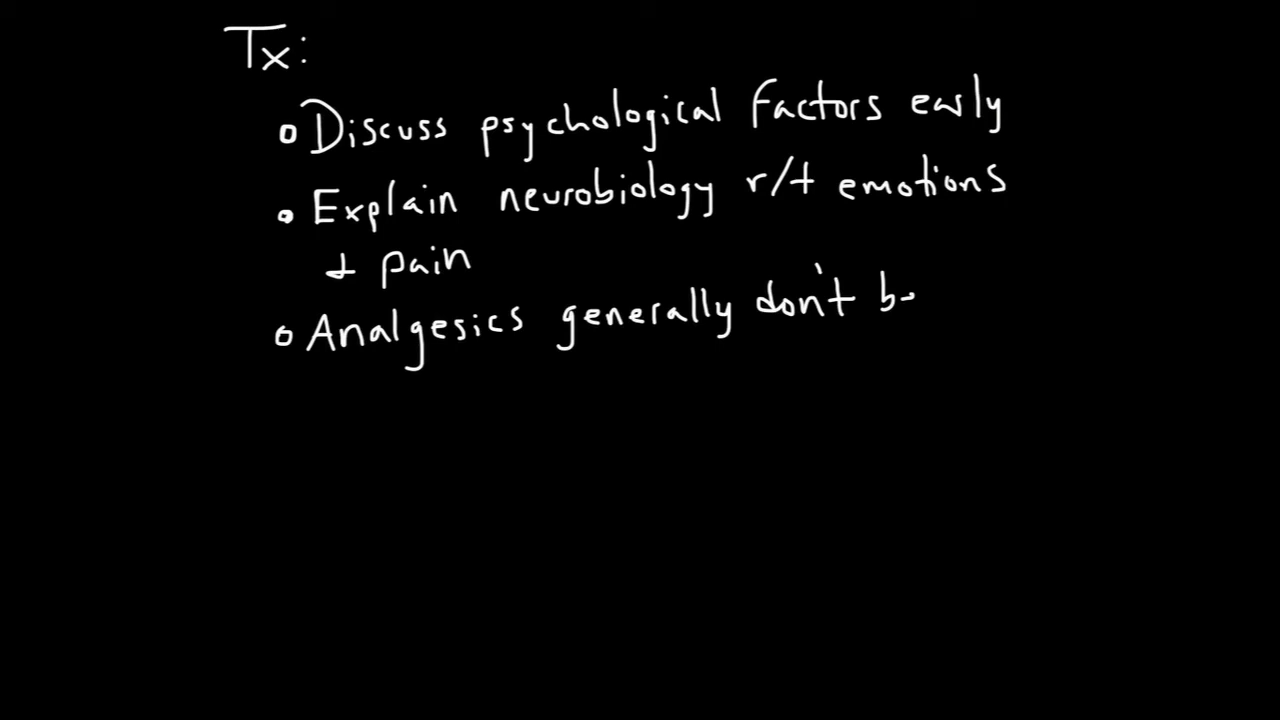 Tx:
• Discuss psychological factors early
• Explain neurobiology r/t emotions
+ pain
• Analgesics generally don't b